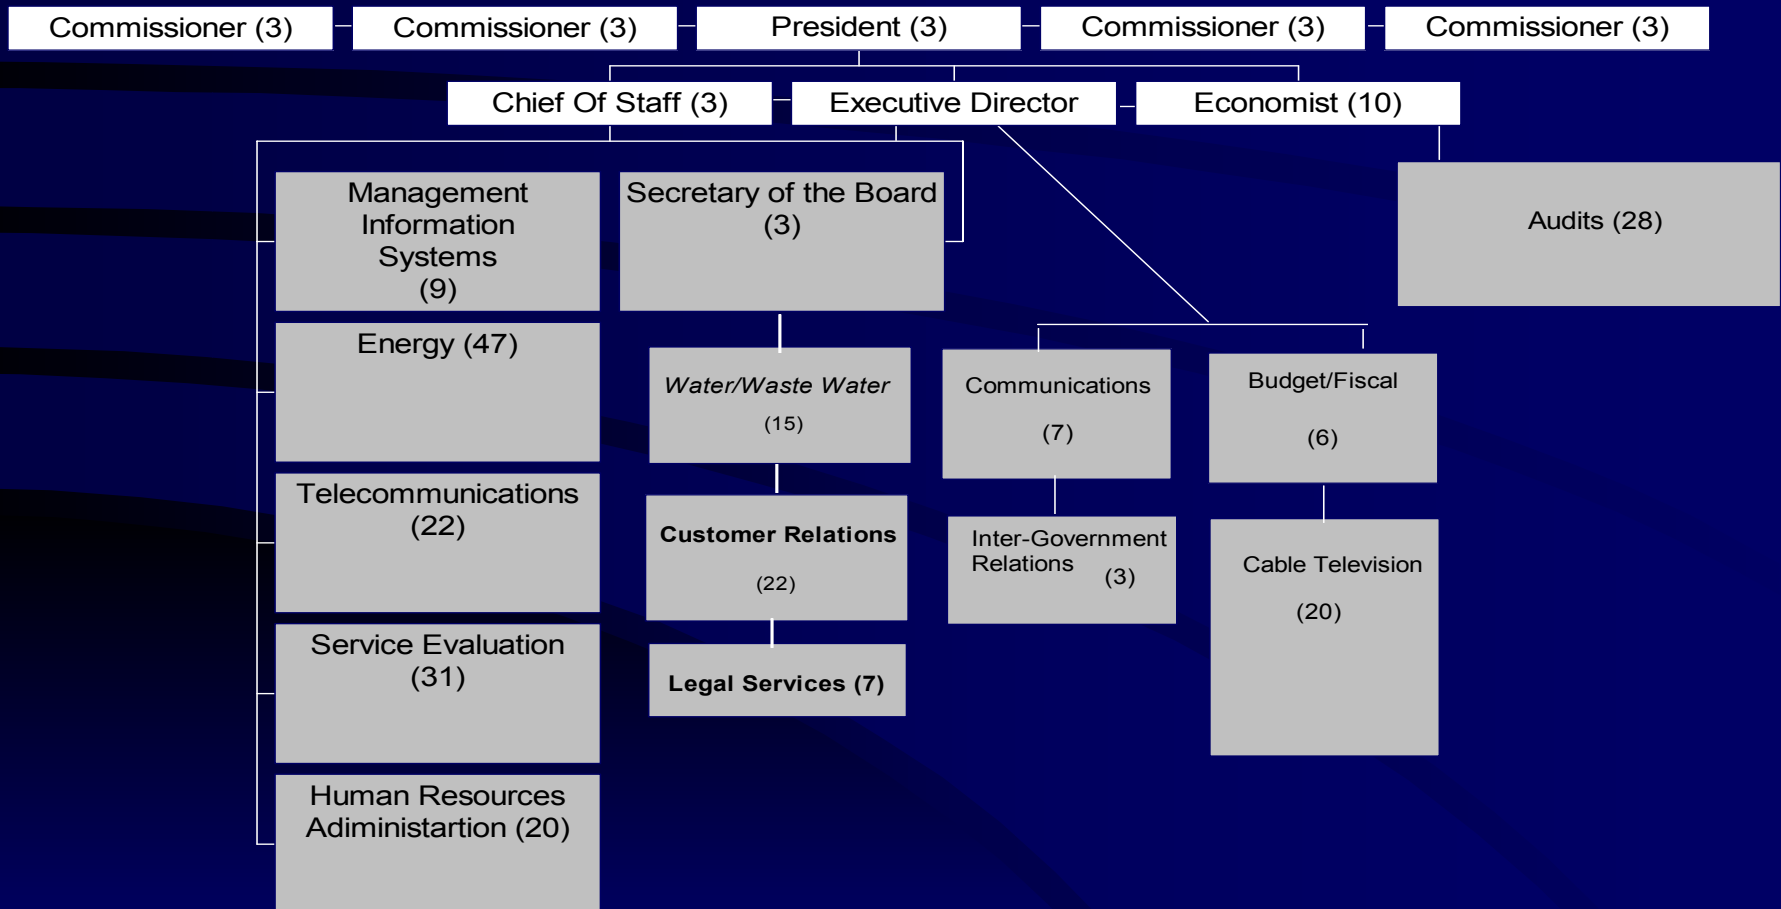 Commissioner (3)
Commissioner (3)
President (3)
Commissioner (3)
Commissioner (3)
Chief Of Staff (3)
Executive Director
Economist (10)
Management
Information
Systems
(9)
Secretary of the Board
(3)
Audits (28)
Energy (47)
Water/Waste Water
(15)
Communications
(7)
Budget/Fiscal
(6)
Telecommunications
(22)
Customer Relations
(22)
Inter-Government
Relations (3)
Cable Television
(20)
Service Evaluation
(31)
Legal Services (7)
Human Resources
Adiministartion (20)